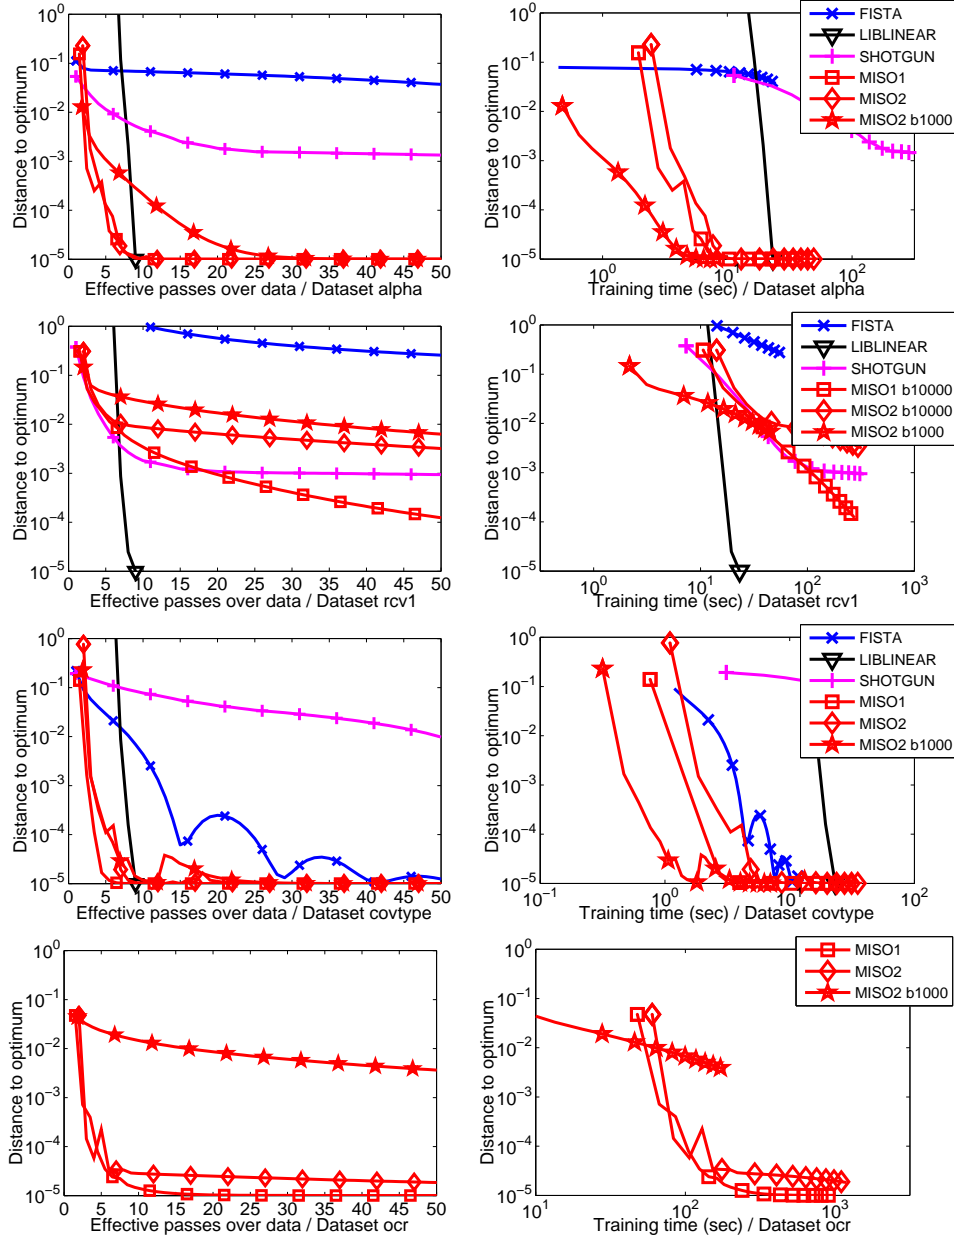 10^0
10^-1
10^-2
10^-3
10^-4
10^-5
0 5 10 15 20 25 30 35 40 45 50
Distance to optimum
Effective passes over data / Dataset alpha
10^0
10^-1
10^-2
10^-3
10^-4
10^-5
10^0 10^1 10^2
Distance to optimum
Training time (sec) / Dataset alpha
FISTA
LIBLINEAR
SHOTGUN
MISO1
MISO2
MISO2 b1000
10^0
10^-1
10^-2
10^-3
10^-4
10^-5
0 5 10 15 20 25 30 35 40 45 50
Distance to optimum
Effective passes over data / Dataset rcv1
10^0
10^-1
10^-2
10^-3
10^-4
10^-5
10^0 10^1 10^2 10^3
Distance to optimum
Training time (sec) / Dataset rcv1
FISTA
LIBLINEAR
SHOTGUN
MISO1 b10000
MISO2 b10000
MISO2 b1000
10^0
10^-1
10^-2
10^-3
10^-4
10^-5
0 5 10 15 20 25 30 35 40 45 50
Distance to optimum
Effective passes over data / Dataset covtype
10^0
10^-1
10^-2
10^-3
10^-4
10^-5
10^-1 10^0 10^1 10^2
Distance to optimum
Training time (sec) / Dataset covtype
FISTA
LIBLINEAR
SHOTGUN
MISO1
MISO2
MISO2 b1000
10^0
10^-1
10^-2
10^-3
10^-4
10^-5
0 5 10 15 20 25 30 35 40 45 50
Distance to optimum
Effective passes over data / Dataset ocr
10^0
10^-1
10^-2
10^-3
10^-4
10^-5
10^1 10^2 10^3
Distance to optimum
Training time (sec) / Dataset ocr
MISO1
MISO2
MISO2 b1000